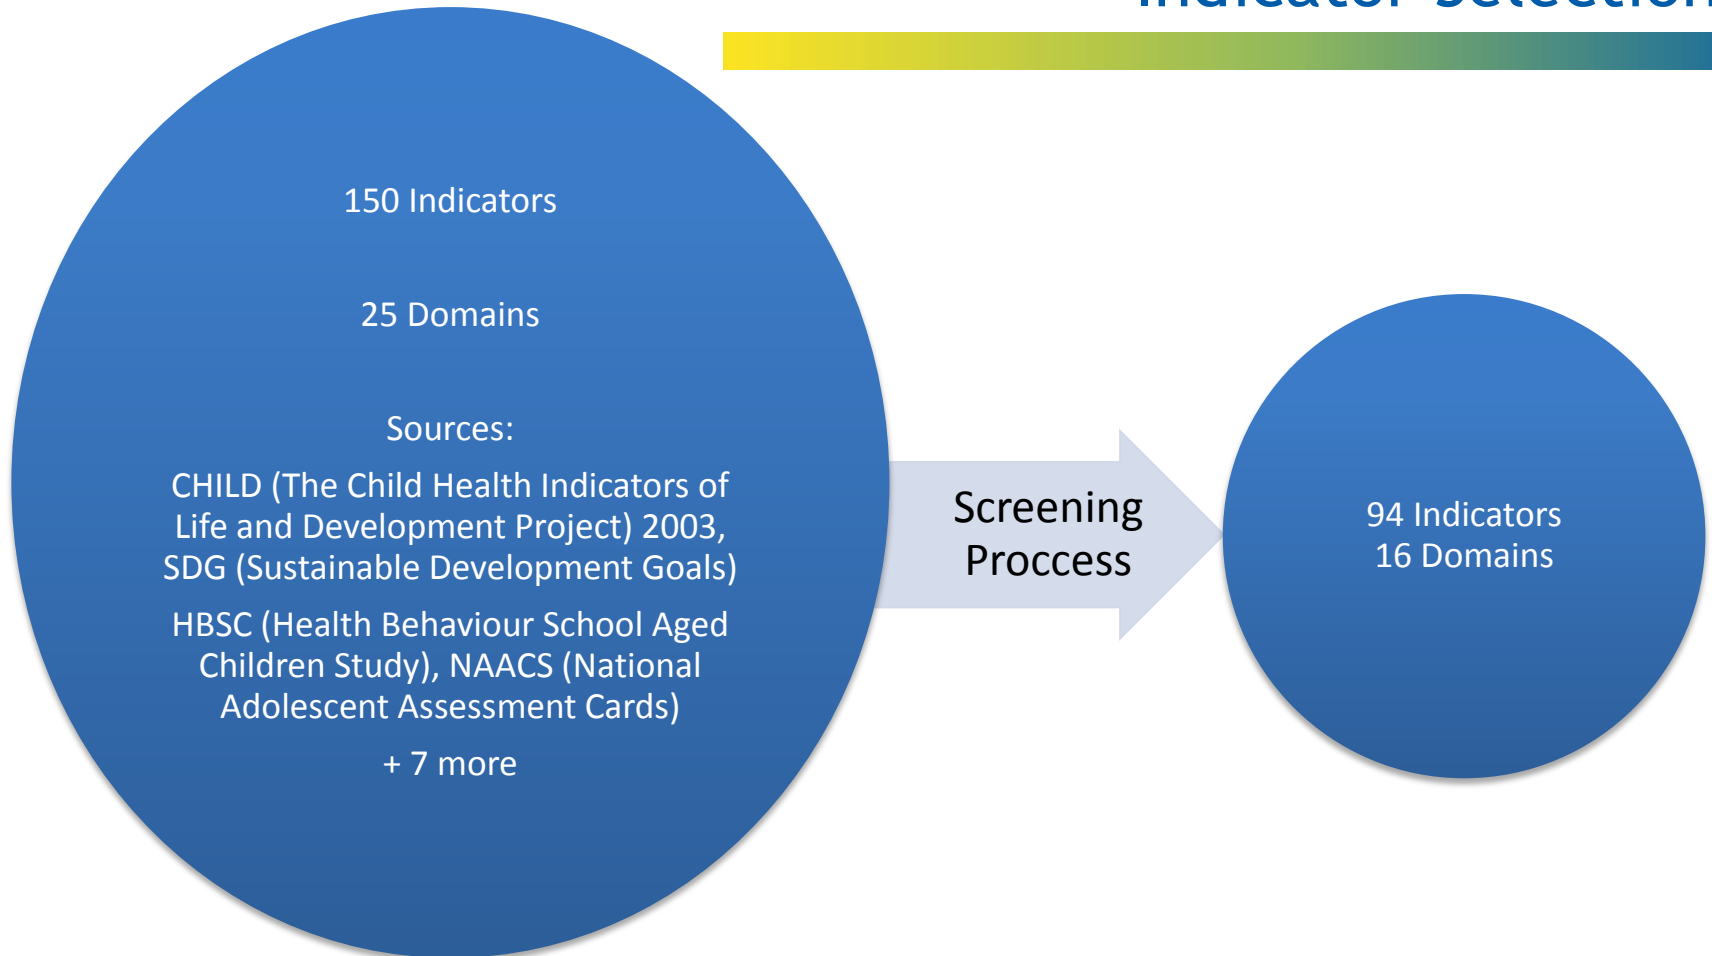 Indicator Selection
150 Indicators
25 Domains
Sources:
CHILD (The Child Health Indicators of
Life and Development Project) 2003,
SDG (Sustainable Development Goals)
HBSC (Health Behaviour School Aged
Children Study), NAACS (National
Adolescent Assessment Cards)
+ 7 more
Screening
Proccess
94 Indicators
16 Domains